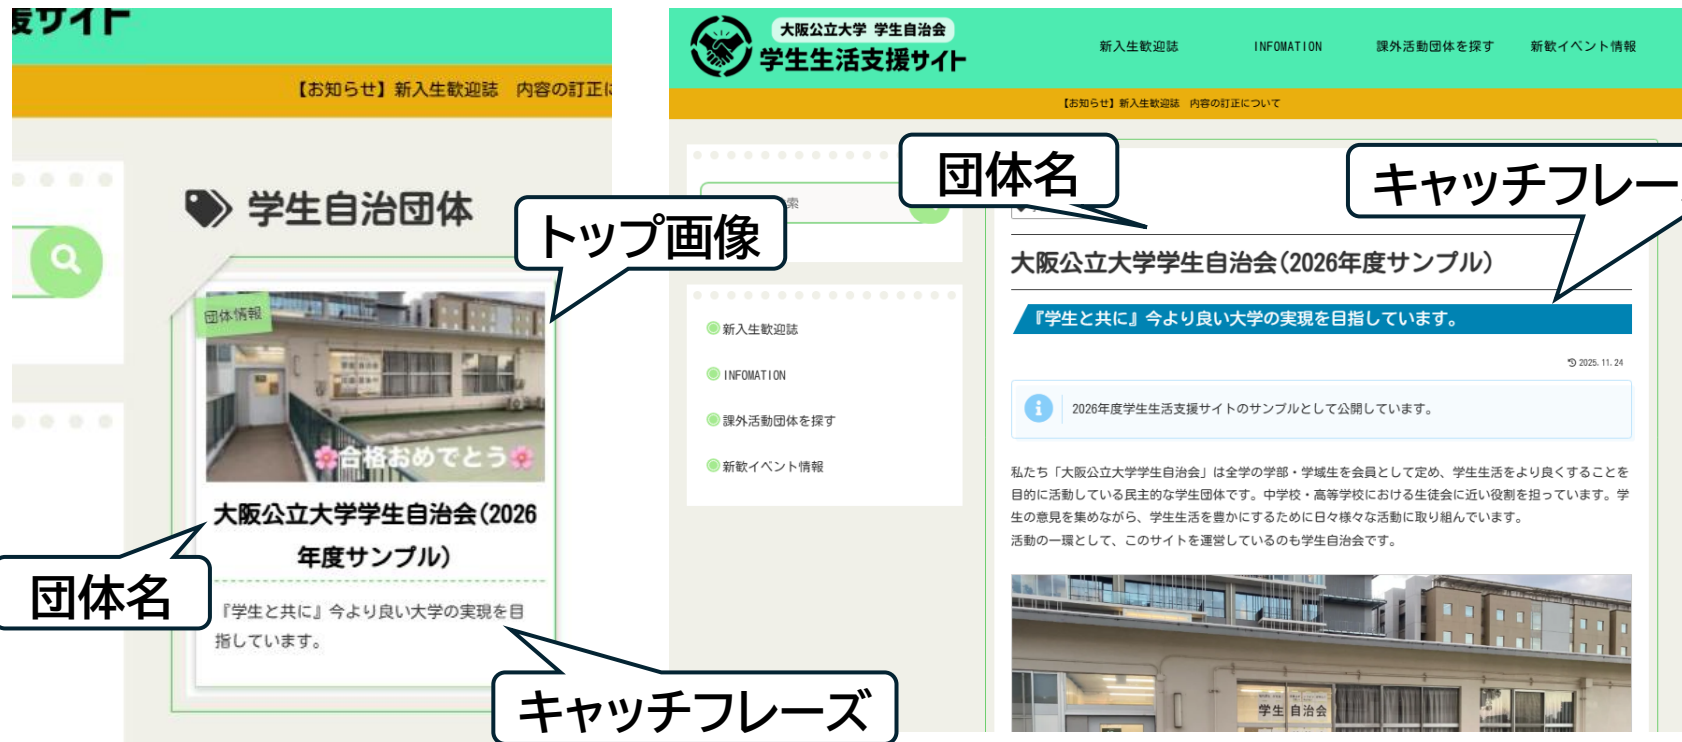 援サイト
【お知らせ】新入生歓迎誌　内容の訂正に
学生自治団体
トップ画像
団体情報
学生自治会
🌸合格おめでとう🌸
大阪公立大学学生自治会（2026
年度サンプル）
団体名
『学生と共に』今より良い大学の実現を目
指しています。
キャッチフレーズ
大阪公立大学 学生自治会
学生生活支援サイト
新入生歓迎誌
INFOMATION
課外活動団体を探す
新歓イベント情報
【お知らせ】新入生歓迎誌　内容の訂正について
団体名
キャッチフレー
索
大阪公立大学学生自治会（2026年度サンプル）
『学生と共に』今より良い大学の実現を目指しています。
新入生歓迎誌
INFOMATION
課外活動団体を探す
新歓イベント情報
2025.11.24
2026年度学生生活支援サイトのサンプルとして公開しています。
私たち「大阪公立大学学生自治会」は全学の学部・学域生を会員として定め、学生生活をより良くすることを
目的に活動している民主的な学生団体です。中学校・高等学校における生徒会に近い役割を担っています。学
生の意見を集めながら、学生生活を豊かにするために日々様々な活動に取り組んでいます。
活動の一環として、このサイトを運営しているのも学生自治会です。
学生自治会